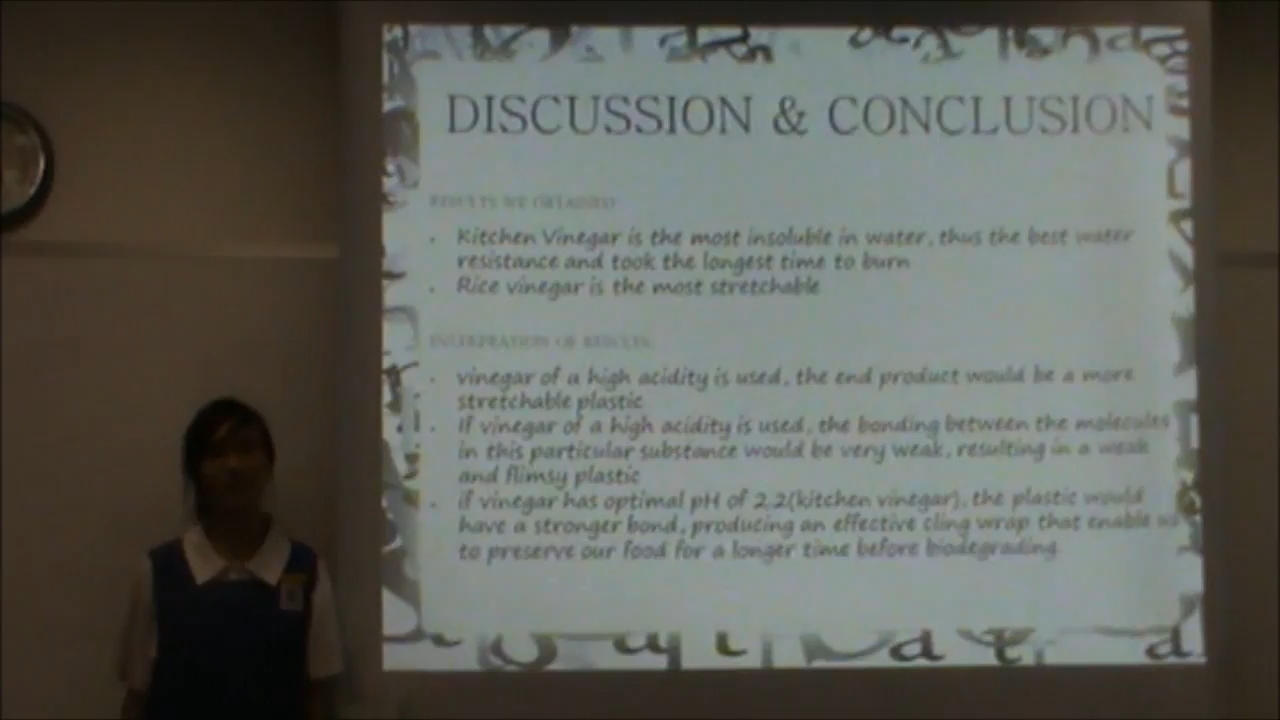 DISCUSSION & CONCLUSION
RESULTS WE OBTAINED
• Kitchen Vinegar is the most insoluble in water, thus the best water
resistance and took the longest time to burn
• Rice vinegar is the most stretchable
• vinegar of a high acidity is used, the end product would be a more
stretchable plastic
• If vinegar of a high acidity is used, the bonding between the molecules
in this particular substance would be very weak, resulting in a weak
and flimsy plastic
• if vinegar has optimal pH of 2.2(kitchen vinegar), the plastic would
have a stronger bond, producing an effective cling wrap that enable us
to preserve our food for a longer time before biodegrading